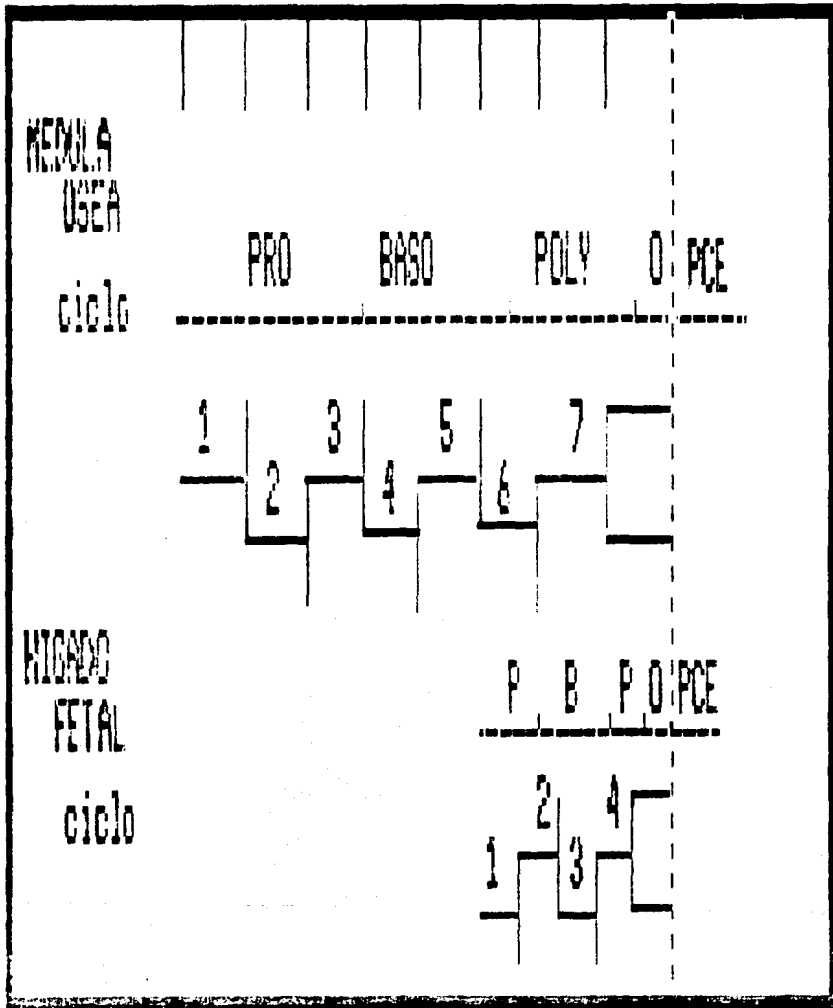 MEDULA
OSEA
PRO BASO POLY O PCE
ciclo
1 2 3 4 5 6 7
HIGADO
FETAL
P B P O PCE
ciclo
1 2 3 4